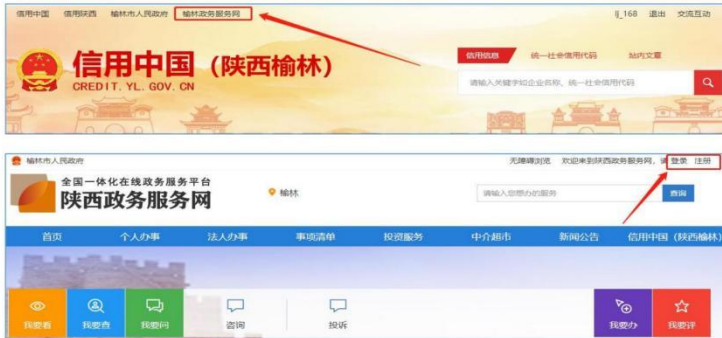 信用中国 信用陕西 榆林市人民政府 榆林政务服务网 lj_168 退出 交流互动
信用中国（陕西榆林）
CREDIT.YL.GOV.CN
信用信息 统一社会信用代码 站内文章
请输入关键字如企业名称、统一社会信用代码
榆林市人民政府 无障碍浏览 欢迎来到陕西政务服务网，请 登录 注册
全国一体化在线政务服务平台
陕西政务服务网
榆林
请输入您想办的服务 查询
首页 个人办事 法人办事 事项清单 投资服务 中介超市 新闻公告 信用中国（陕西榆林）
我要看 我要查 我要问 咨询 投诉 我要办 我要评